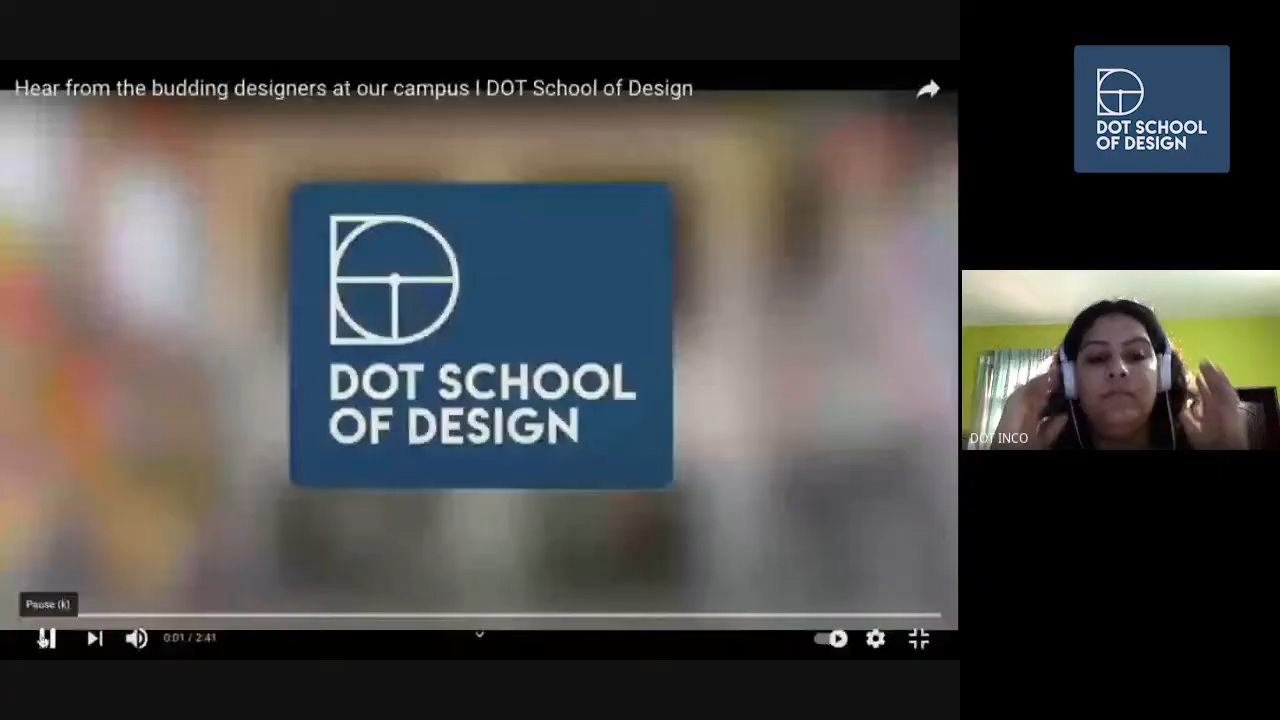 Hear from the budding designers at our campus I DOT School of Design
DOT SCHOOL
OF DESIGN
Pause (k)
0:01 / 2:41
DOT SCHOOL
OF DESIGN
DOT INCO